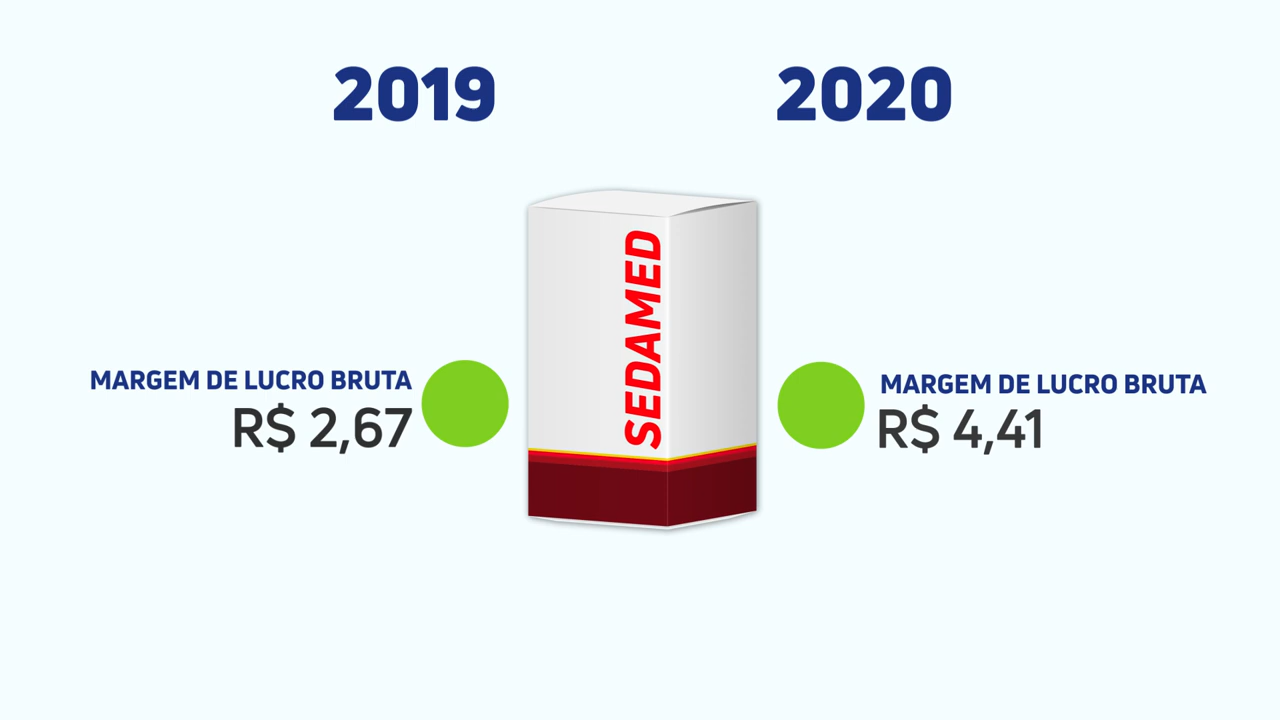 2019
2020
SEDAMED
MARGEM DE LUCRO BRUTA
R$ 2,67
MARGEM DE LUCRO BRUTA
R$ 4,41